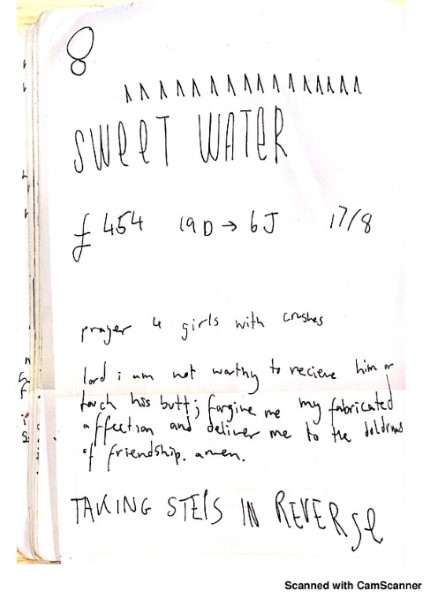 8
ʌ ʌ ʌ ʌ ʌ ʌ ʌ ʌ ʌ ʌ ʌ ʌ ʌ ʌ ʌ ʌ
SWEET WATER
£454 19D → 6J 17/8
prayer 4 girls with crushes
lord i am not worthy to recieve him or
touch hss butt; forgive me my fabricated
affection and deliver me to the doldrums
of friendship. amen.
TAKING STEPS IN REVERSE
Scanned with CamScanner